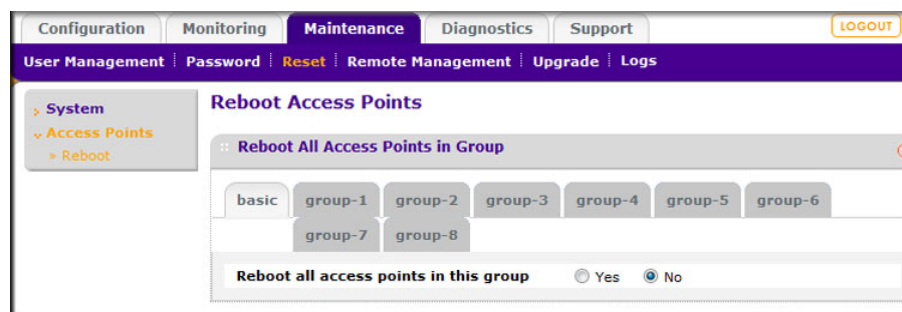 Configuration Monitoring Maintenance Diagnostics Support LOGOUT
User Management Password Reset Remote Management Upgrade Logs
System
Access Points
» Reboot
Reboot Access Points
Reboot All Access Points in Group
basic group-1 group-2 group-3 group-4 group-5 group-6
group-7 group-8
Reboot all access points in this group Yes No